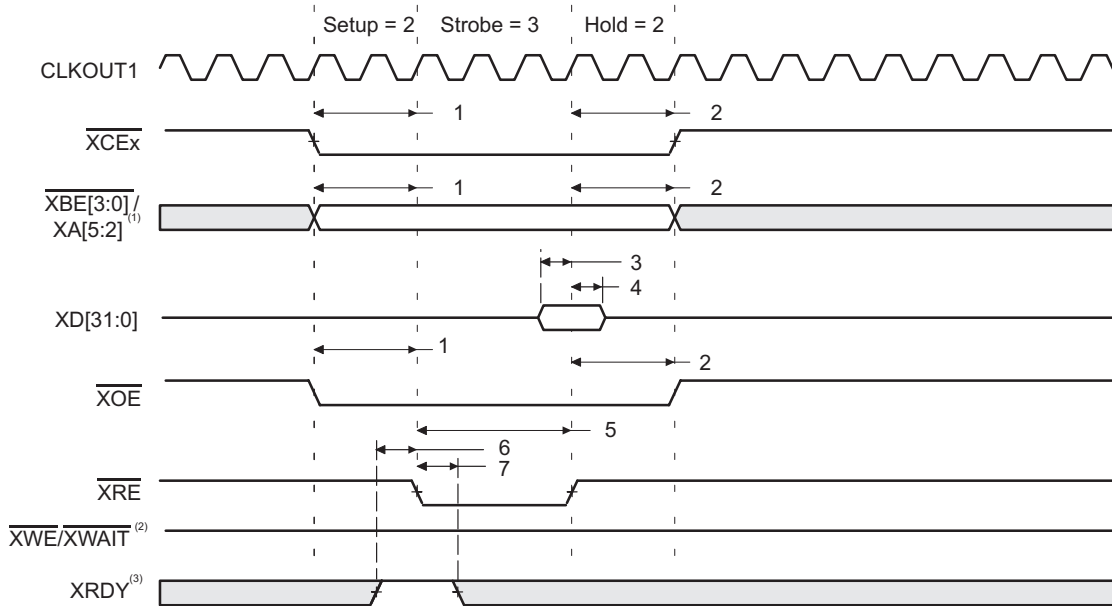 Setup = 2 Strobe = 3 Hold = 2
CLKOUT1
1 2
XCEx
1 2
XBE[3:0]/
XA[5:2](1)
3
4
XD[31:0]
1
2
XOE
5
6
7
XRE
XWE/XWAIT(2)
XRDY(3)